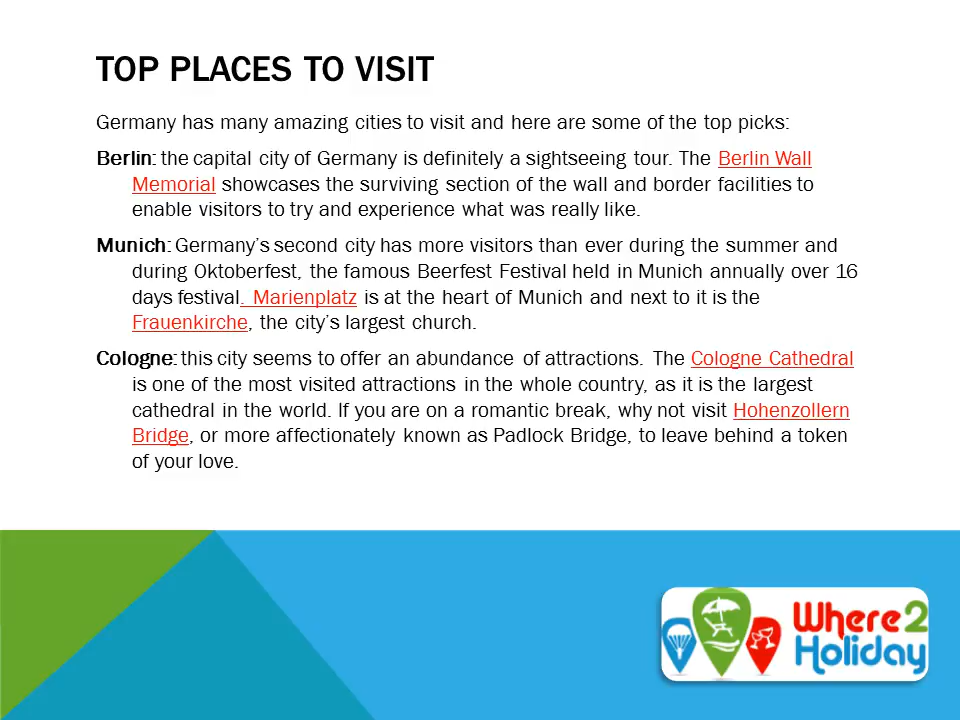 TOP PLACES TO VISIT
Germany has many amazing cities to visit and here are some of the top picks:
Berlin: the capital city of Germany is definitely a sightseeing tour. The Berlin Wall
Memorial showcases the surviving section of the wall and border facilities to
enable visitors to try and experience what was really like.
Munich: Germany’s second city has more visitors than ever during the summer and
during Oktoberfest, the famous Beerfest Festival held in Munich annually over 16
days festival. Marienplatz is at the heart of Munich and next to it is the
Frauenkirche, the city’s largest church.
Cologne: this city seems to offer an abundance of attractions. The Cologne Cathedral
is one of the most visited attractions in the whole country, as it is the largest
cathedral in the world. If you are on a romantic break, why not visit Hohenzollern
Bridge, or more affectionately known as Padlock Bridge, to leave behind a token
of your love.
Where2
Holiday